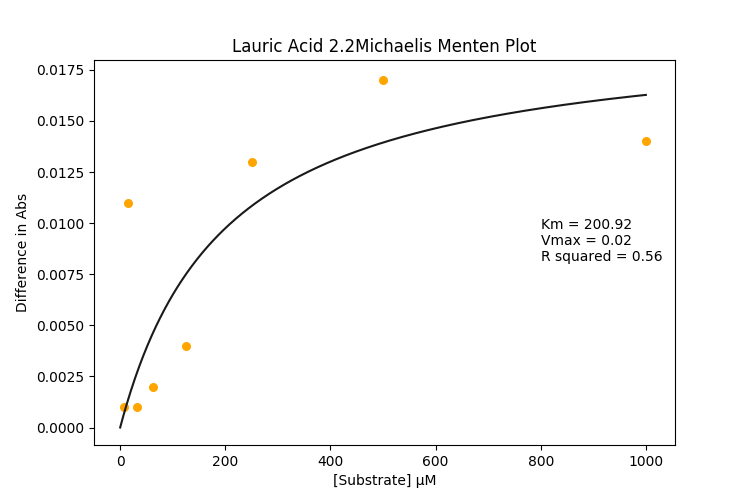 Lauric Acid 2.2Michaelis Menten Plot
0.0175
0.0150
0.0125
0.0100
0.0075
0.0050
0.0025
0.0000
Difference in Abs
Km = 200.92
Vmax = 0.02
R squared = 0.56
0 200 400 600 800 1000
[Substrate] μM